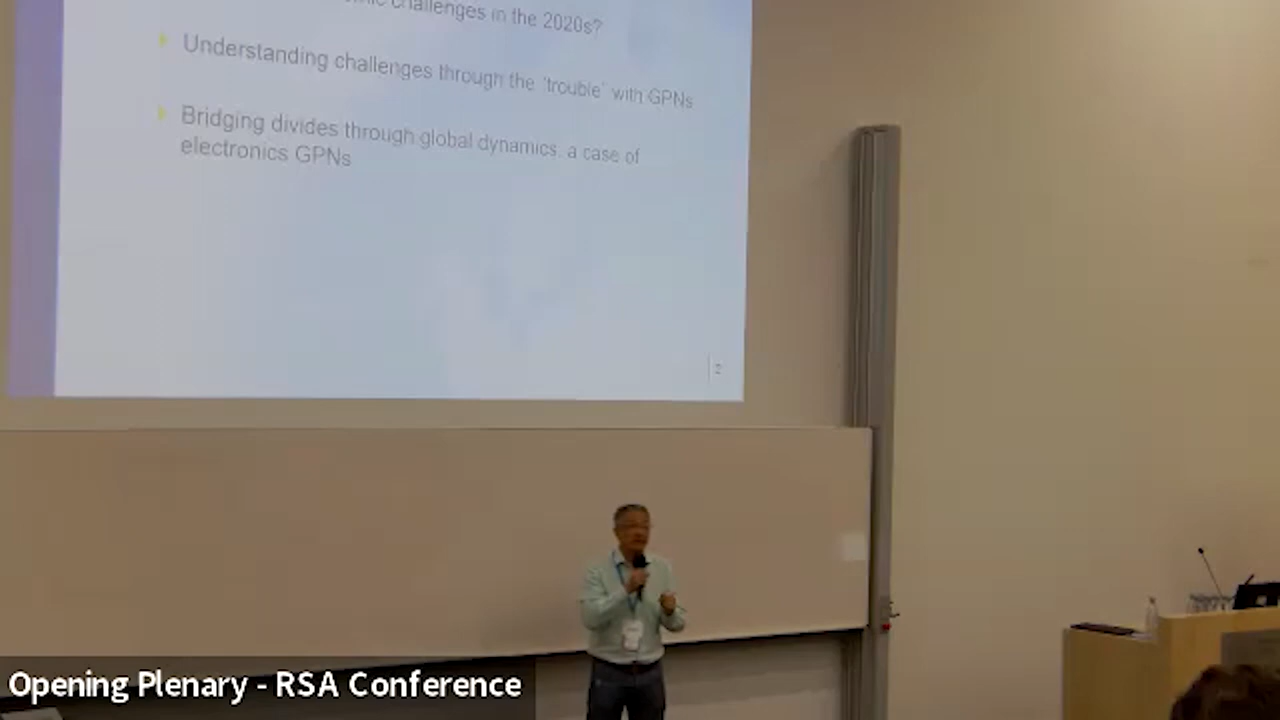 challenges in the 2020s?
Understanding challenges through the 'trouble' with GPNs
Bridging divides through global dynamics: a case of
electronics GPNs
2
Opening Plenary - RSA Conference